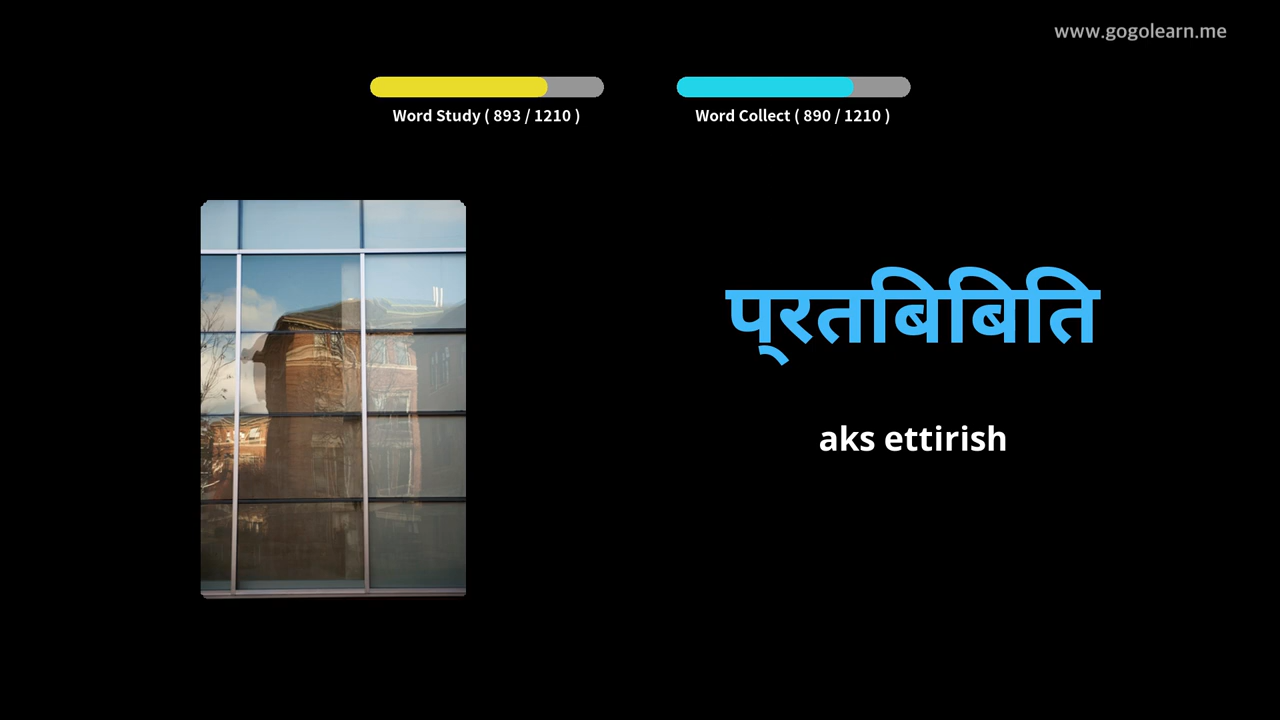 www.gogolearn.me
Word Study ( 893 / 1210 )
Word Collect ( 890 / 1210 )
प्‌रतबिबिति
aks ettirish